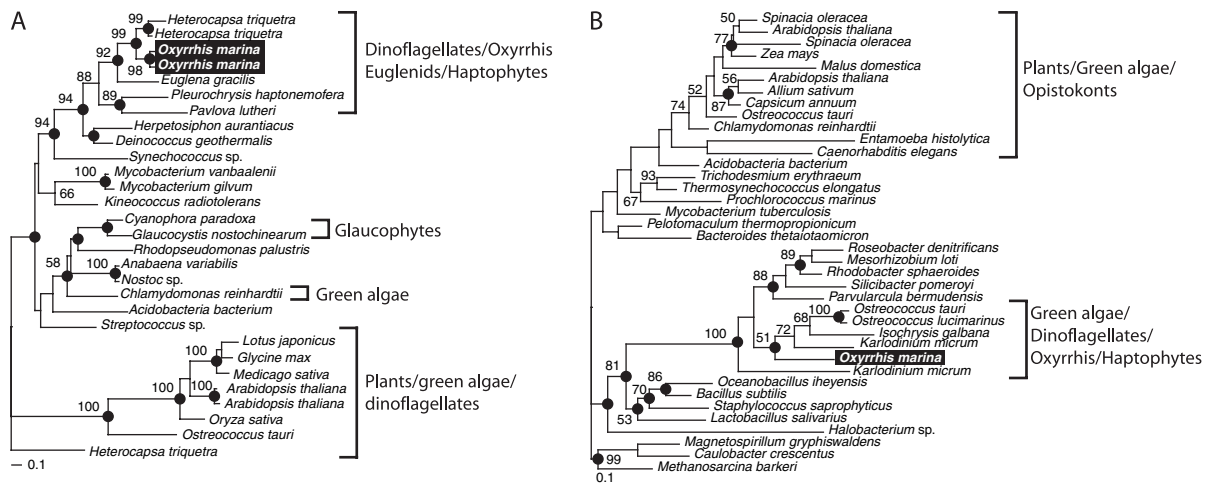 A
99
Heterocapsa triquetra
99
Heterocapsa triquetra
92
Oxyrrhis marina
98
Oxyrrhis marina
88
Euglena gracilis
94
89
Pleurochrysis haptonemofera
Pavlova lutheri
94
Herpetosiphon aurantiacus
Deinococcus geothermalis
Synechococcus sp.
100
Mycobacterium vanbaalenii
Mycobacterium gilvum
66
Kineococcus radiotolerans
Cyanophora paradoxa
Glaucocystis nostochinearum
Rhodopseudomonas palustris
58
100
Anabaena variabilis
Nostoc sp.
Chlamydomonas reinhardtii
Acidobacteria bacterium
Streptococcus sp.
Lotus japonicus
100
Glycine max
Medicago sativa
100
100
Arabidopsis thaliana
Arabidopsis thaliana
100
Oryza sativa
Ostreococcus tauri
Heterocapsa triquetra
0.1
Dinoflagellates/Oxyrrhis
Euglenids/Haptophytes
Glaucophytes
Green algae
Plants/green algae/
dinoflagellates
B
50
Spinacia oleracea
Arabidopsis thaliana
77
Spinacia oleracea
Zea mays
Malus domestica
56
Arabidopsis thaliana
52
Allium sativum
74
87
Capsicum annuum
Ostreococcus tauri
Chlamydomonas reinhardtii
Entamoeba histolytica
Caenorhabditis elegans
Acidobacteria bacterium
93
Trichodesmium erythraeum
Thermosynechococcus elongatus
67
Prochlorococcus marinus
Mycobacterium tuberculosis
Pelotomaculum thermopropionicum
Bacteroides thetaiotaomicron
Roseobacter denitrificans
89
Mesorhizobium loti
88
Rhodobacter sphaeroides
Silicibacter pomeroyi
Parvularcula bermudensis
100
Ostreococcus tauri
68
Ostreococcus lucimarinus
100
72
Isochrysis galbana
51
Karlodinium micrum
Oxyrrhis marina
81
Karlodinium micrum
86
Oceanobacillus iheyensis
70
Bacillus subtilis
Staphylococcus saprophyticus
53
Lactobacillus salivarius
Halobacterium sp.
Magnetospirillum gryphiswaldens
99
Caulobacter crescentus
Methanosarcina barkeri
0.1
Plants/Green algae/
Opistokonts
Green algae/
Dinoflagellates/
Oxyrrhis/Haptophytes